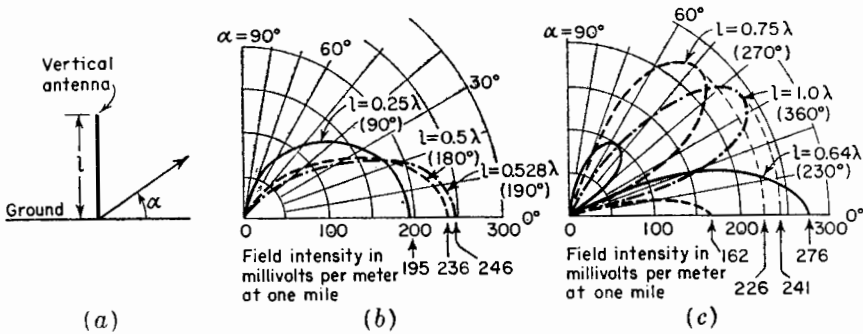 Vertical
antenna
l
α
Ground
(a)
α=90°
60°
30°
0°
l=0.25λ
(90°)
l=0.5λ
(180°)
l=0.528λ
(190°)
0
100
200
300
Field intensity in
millivolts per meter
at one mile
195
236
246
(b)
α=90°
60°
l=0.75λ
(270°)
l=1.0λ
(360°)
l=0.64λ
(230°)
0°
0
100
200
300
Field intensity in
millivolts per meter
at one mile
162
276
226
241
(c)